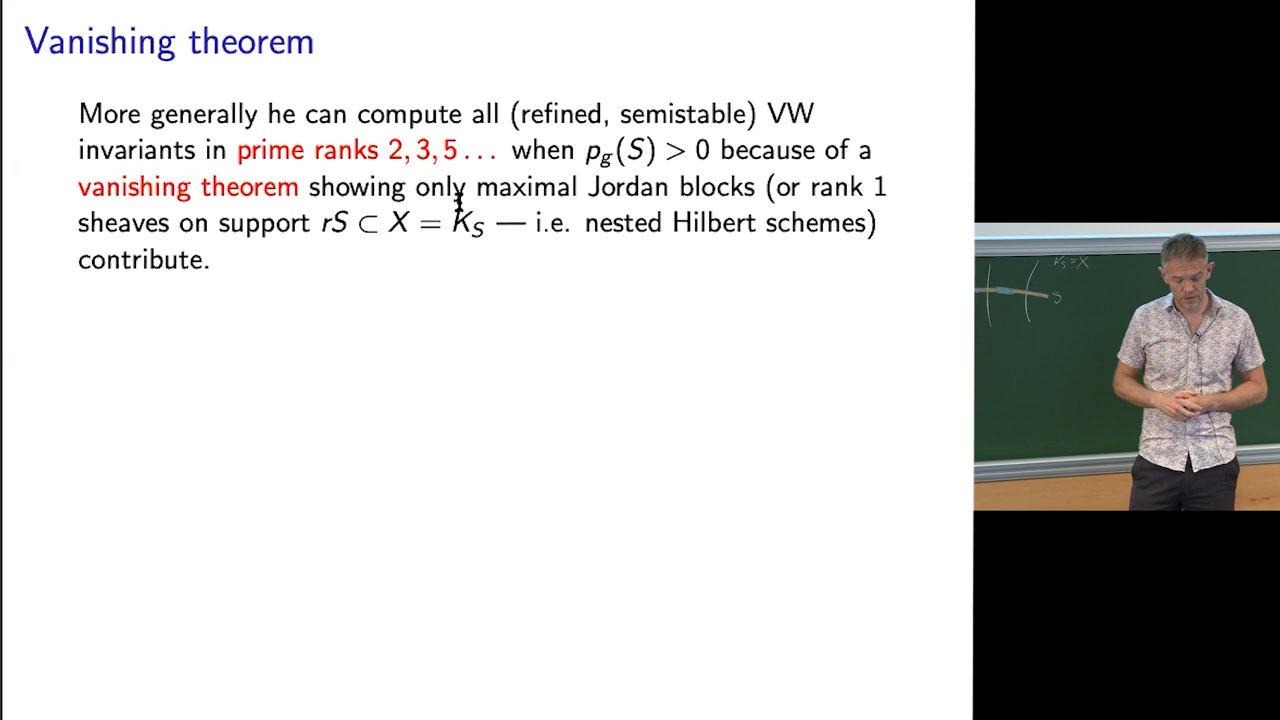 Vanishing theorem
More generally he can compute all (refined, semistable) VW
invariants in prime ranks 2, 3, 5 . . . when p_g(S) > 0 because of a
vanishing theorem showing only maximal Jordan blocks (or rank 1
sheaves on support rS ⊂ X = K_S — i.e. nested Hilbert schemes)
contribute.
K_S = X
S